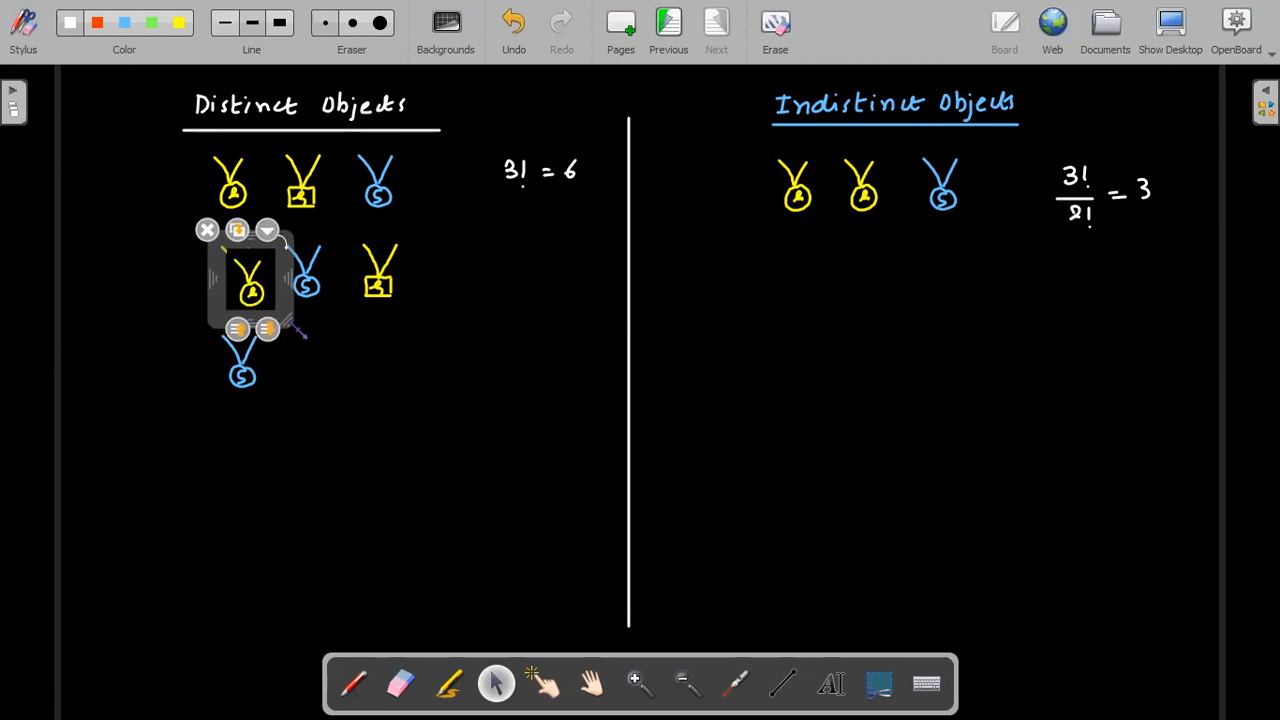 Stylus
Color
Line
Eraser
Backgrounds
Undo
Redo
Pages
Previous
Next
Erase
Board
Web
Documents
Show Desktop
OpenBoard
Distinct Objects
3! = 6
S
S
S
Indistinct Objects
S
3!/2! = 3
AI